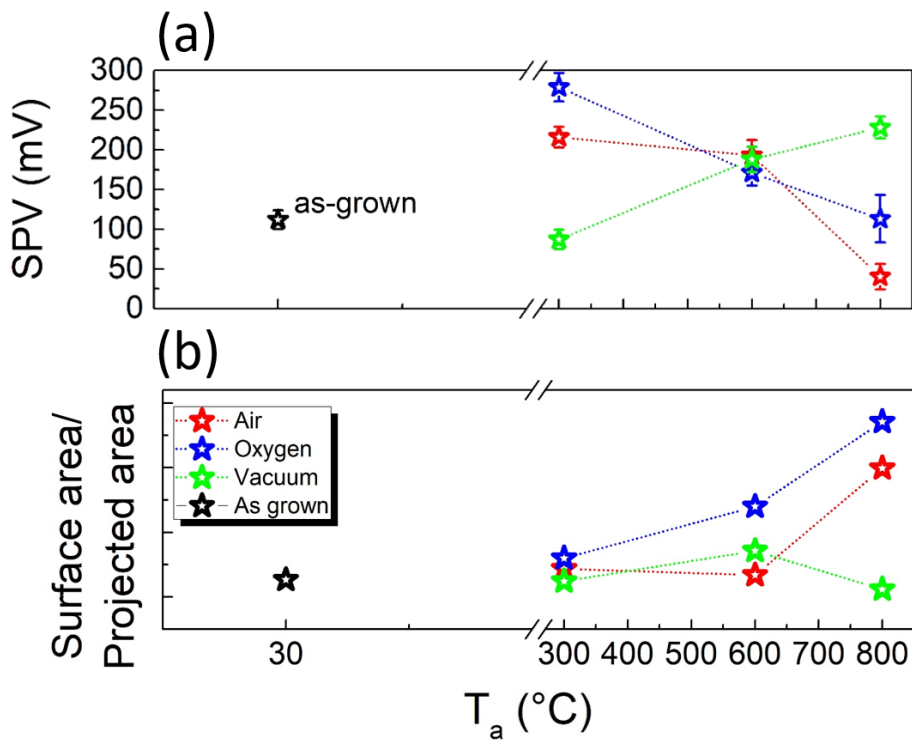 (a)
300
250
200
150
100
50
0
SPV (mV)
as-grown
(b)
Surface area/
Projected area
Air
Oxygen
Vacuum
As grown
30
300 400 500 600 700 800
Ta (°C)